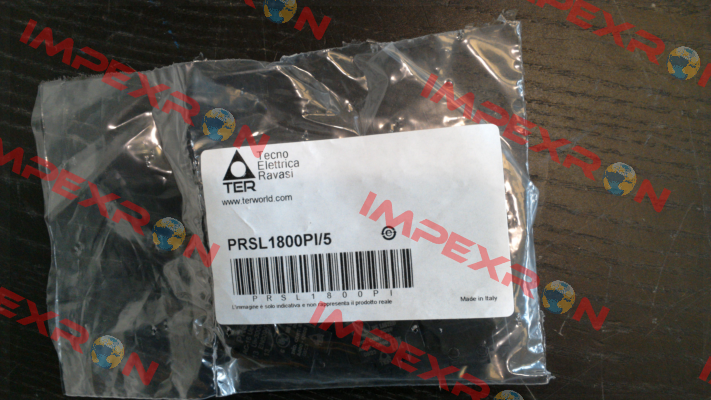 Tecno
Elettrica
Ravasi
TER
www.terworld.com
PRSL1800PI/5
PRSL1800PI
L'immagine è solo indicativa e non rappresenta il prodotto reale
Made in Italy
IMPEXRON
IMPEXRON
IMPEXRON
IMPEXRON
IMPEXRON
IMPEXRON